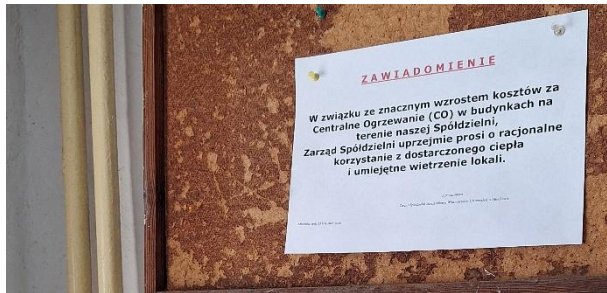 ZAWIADOMIENIE
W związku ze znacznym wzrostem kosztów za
Centralne Ogrzewanie (CO) w budynkach na
terenie naszej Spółdzielni,
Zarząd Spółdzielni uprzejmie prosi o racjonalne
korzystanie z dostarczonego ciepła
i umiejętne wietrzenie lokali.